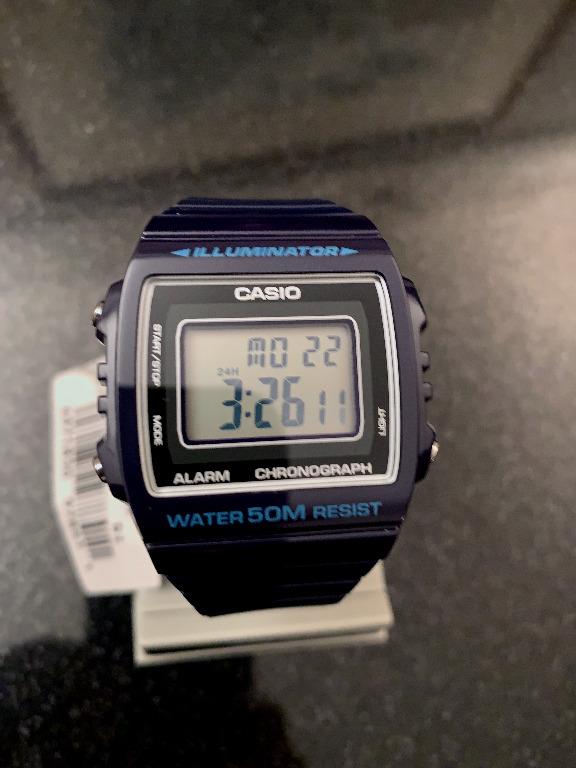 ILLUMINATOR
CASIO
START/STOP
MO 22
24H
3:26 11
MODE
LIGHT
ALARM CHRONOGRAPH
WATER 50M RESIST